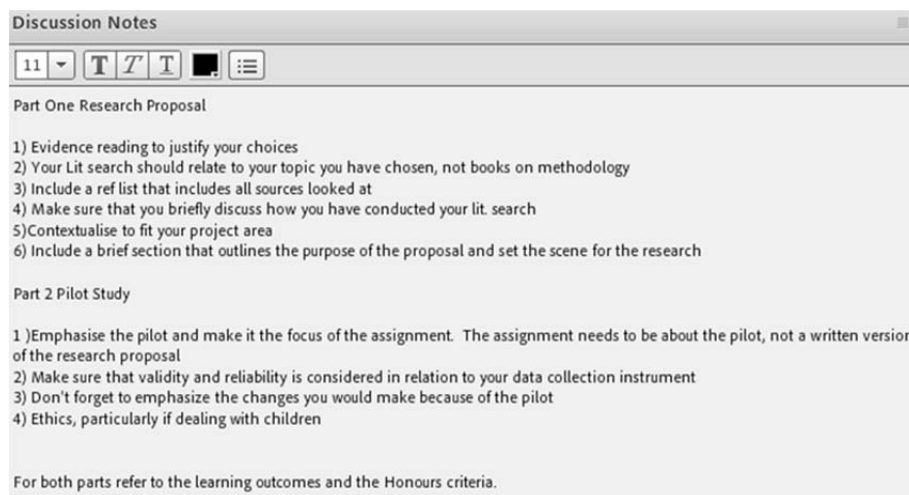 Discussion Notes
11 T T T
Part One Research Proposal
1) Evidence reading to justify your choices
2) Your Lit search should relate to your topic you have chosen, not books on methodology
3) Include a ref list that includes all sources looked at
4) Make sure that you briefly discuss how you have conducted your lit. search
5)Contextualise to fit your project area
6) Include a brief section that outlines the purpose of the proposal and set the scene for the research
Part 2 Pilot Study
1 )Emphasise the pilot and make it the focus of the assignment.  The assignment needs to be about the pilot, not a written version
of the research proposal
2) Make sure that validity and reliability is considered in relation to your data collection instrument
3) Don't forget to emphasize the changes you would make because of the pilot
4) Ethics, particularly if dealing with children
For both parts refer to the learning outcomes and the Honours criteria.